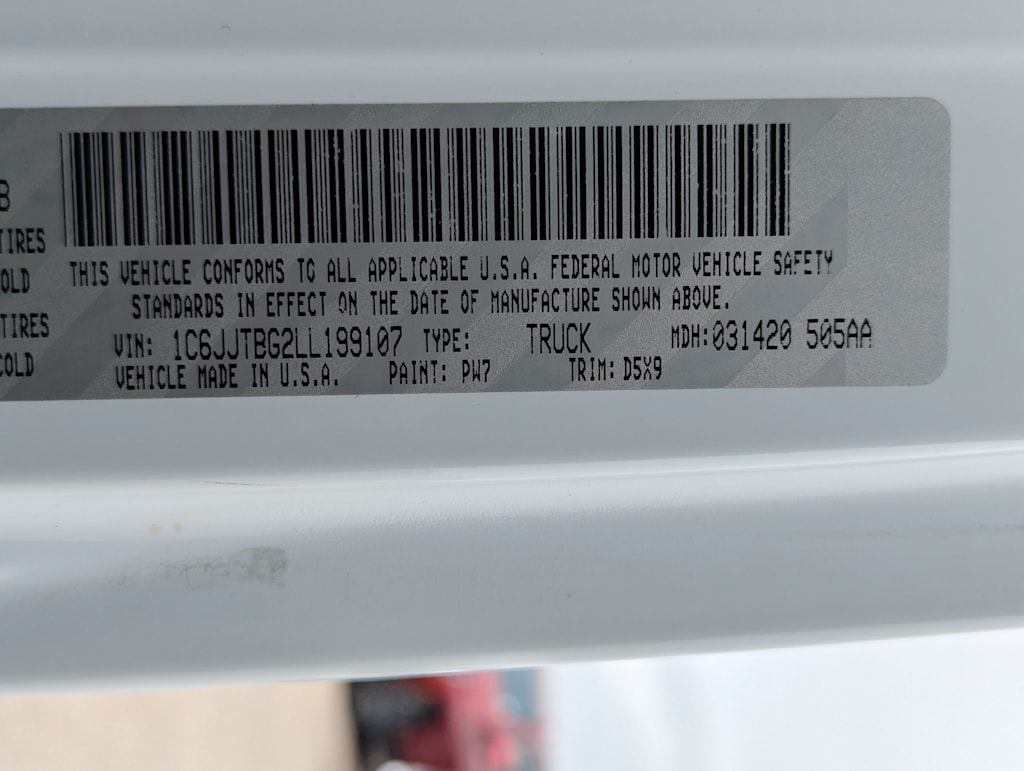 B
TIRES
COLD
TIRES
COLD
THIS VEHICLE CONFORMS TO ALL APPLICABLE U.S.A. FEDERAL MOTOR VEHICLE SAFETY
STANDARDS IN EFFECT ON THE DATE OF MANUFACTURE SHOWN ABOVE.
VIN: 1C6JJTBG2LL199107 TYPE: TRUCK MDH:031420 505AA
VEHICLE MADE IN U.S.A. PAINT: PW7 TRIM: D5X9